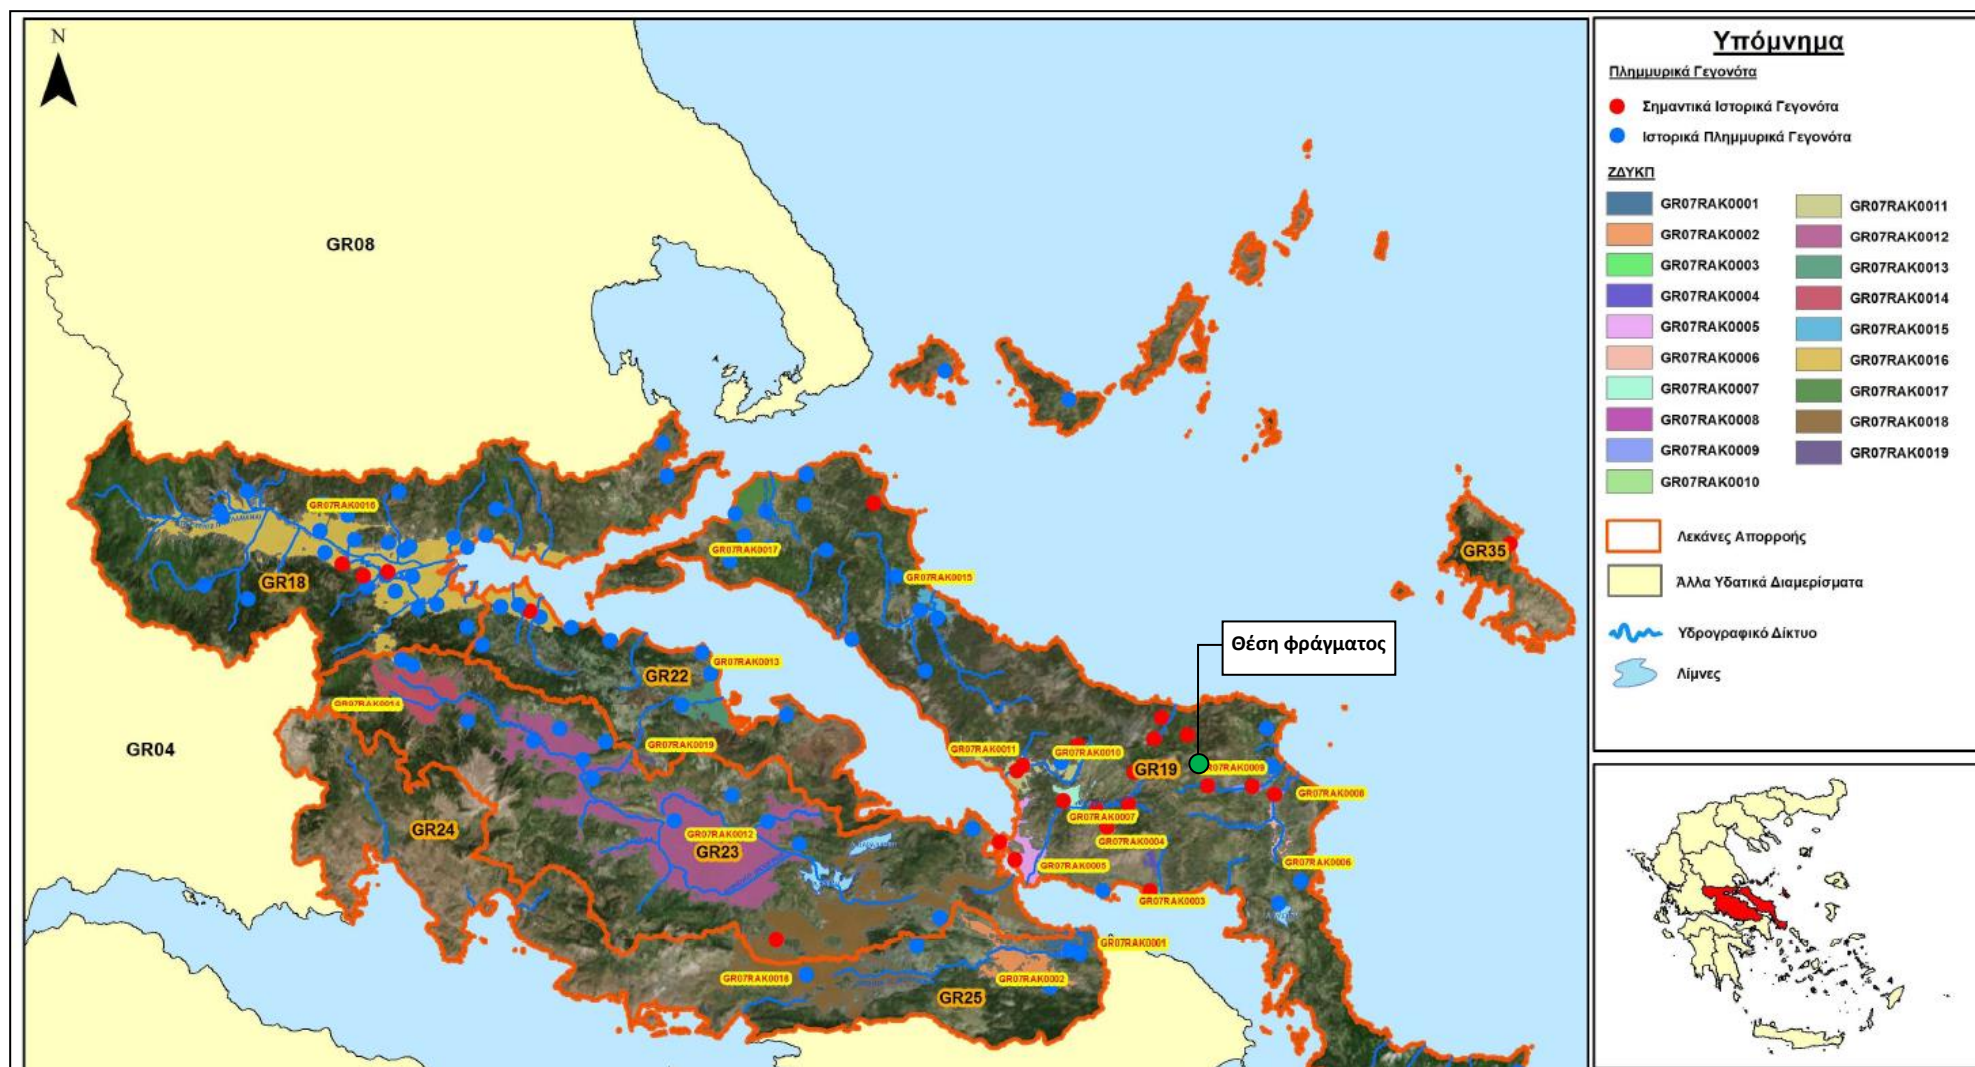 N
Υπόμνημα
Πλημμυρικά Γεγονότα
Σημαντικά Ιστορικά Γεγονότα
Ιστορικά Πλημμυρικά Γεγονότα
ΖΔΥΚΠ
GR07RAK0001
GR07RAK0002
GR07RAK0003
GR07RAK0004
GR07RAK0005
GR07RAK0006
GR07RAK0007
GR07RAK0008
GR07RAK0009
GR07RAK0010
GR07RAK0011
GR07RAK0012
GR07RAK0013
GR07RAK0014
GR07RAK0015
GR07RAK0016
GR07RAK0017
GR07RAK0018
GR07RAK0019
Λεκάνες Απορροής
Άλλα Υδατικά Διαμερίσματα
Υδρογραφικό Δίκτυο
Λίμνες
GR08
GR07RAK0016
GR18
GR07RAK0017
GR07RAK0015
GR35
Θέση φράγματος
GR07RAK0013
GR22
GR07RAK0014
GR04
GR07RAK0019
GR07RAK0011
GR07RAK0010
GR19
GR07RAK0009
GR07RAK0008
GR07RAK0007
GR07RAK0004
GR24
GR07RAK0012
GR23
GR07RAK0005
GR07RAK0006
GR07RAK0003
GR07RAK0001
GR07RAK0018
GR07RAK0002
GR25